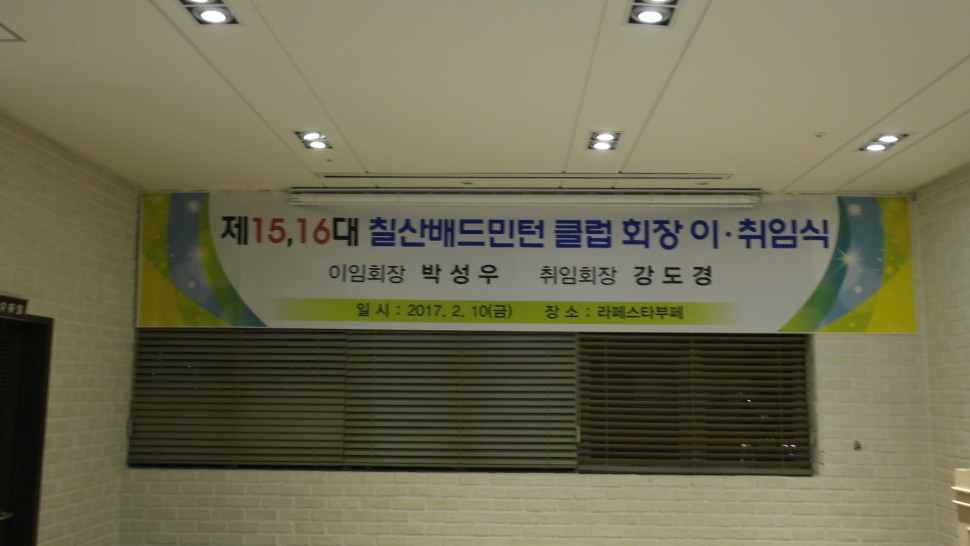 제15,16대 칠산배드민턴 클럽 회장 이·취임식
이임회장 박성우 취임회장 강도경
일 시 : 2017. 2. 10(금) 장 소 : 라페스타부페